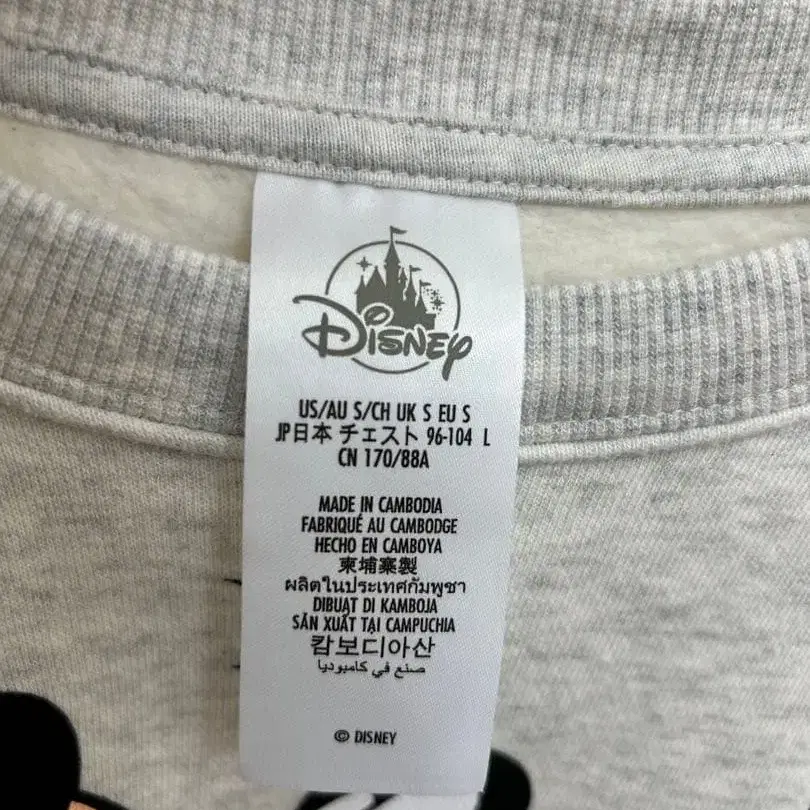 Disney
US/AU S/CH UK S EU S
JP日本 チェスト 96-104 L
CN 170/88A
MADE IN CAMBODIA
FABRIQUÉ AU CAMBODGE
HECHO EN CAMBOYA
柬埔寨製
ผลิตในประเทศกัมพูชา
DIBUAT DI KAMBOJA
SẢN XUẤT TẠI CAMPUCHIA
캄보디아산
صنع في كامبوديا
© DISNEY